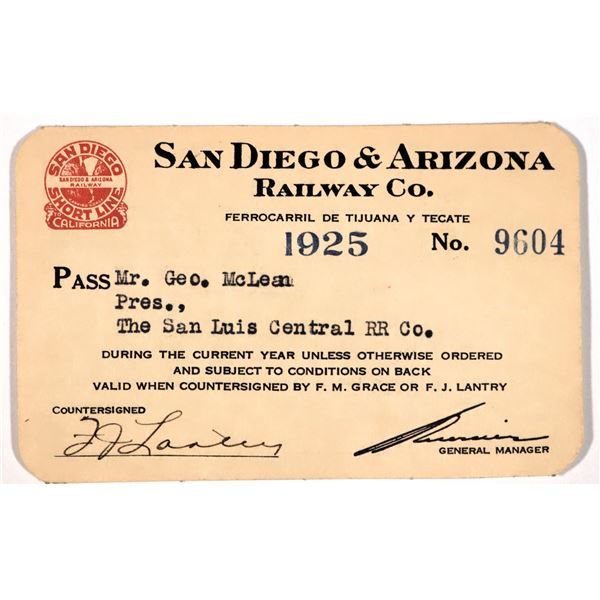 SAN DIEGO
SAN DIEGO & ARIZONA
RAILWAY
SHORT LINE
CALIFORNIA
SAN DIEGO & ARIZONA
RAILWAY CO.
FERROCARRIL DE TIJUANA Y TECATE
1925 No. 9604
PASS Mr. Geo. McLean
Pres.,
The San Luis Central RR Co.
DURING THE CURRENT YEAR UNLESS OTHERWISE ORDERED
AND SUBJECT TO CONDITIONS ON BACK
VALID WHEN COUNTERSIGNED BY F. M. GRACE OR F. J. LANTRY
COUNTERSIGNED
F J Lantry
GENERAL MANAGER